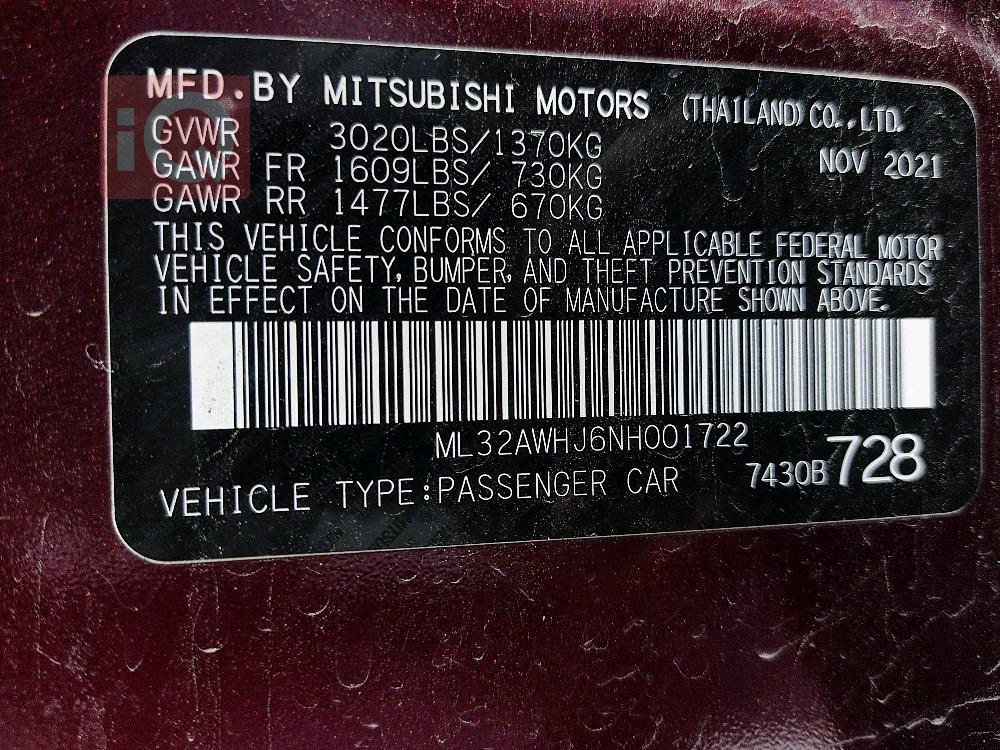 MFD.BY MITSUBISHI MOTORS (THAILAND) CO.,LTD.
GVWR 3020LBS/1370KG NOV 2021
GAWR FR 1609LBS/ 730KG
GAWR RR 1477LBS/ 670KG
THIS VEHICLE CONFORMS TO ALL APPLICABLE FEDERAL MOTOR
VEHICLE SAFETY, BUMPER, AND THEFT PREVENTION STANDARDS
IN EFFECT ON THE DATE OF MANUFACTURE SHOWN ABOVE.
ML32AWHJ6NH001722
7430B728
VEHICLE TYPE:PASSENGER CAR